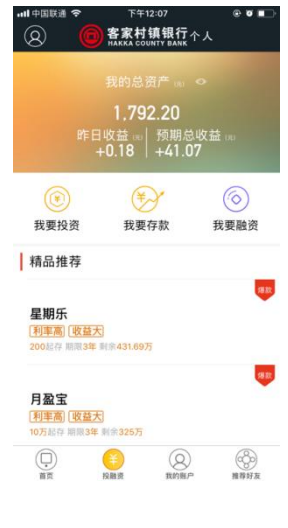 中国联通 下午12:07
客家村镇银行个人
HAKKA COUNTY BANK
我的总资产 (元)
1,792.20
昨日收益 (元) 预期总收益 (元)
+0.18 +41.07
我要投资 我要存款 我要融资
精品推荐
爆款
星期乐
利率高 收益大
200起存 期限3年 剩余431.69万
爆款
月盈宝
利率高 收益大
10万起存 期限3年 剩余325万
首页 投融资 我的账户 推荐好友